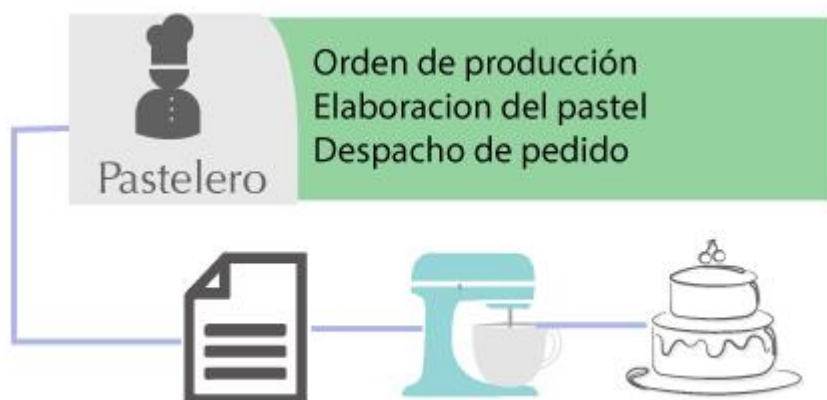 Orden de producción
Elaboracion del pastel
Despacho de pedido
Pastelero